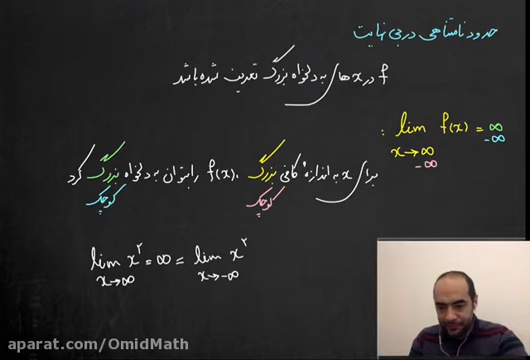 حدود نامتناهی در بی نهایت
f در x های به دلخواه بزرگ تعریف شده باشد
: lim f(x) = ∞
x→∞ -∞
-∞
برای x به اندازهٔ کافی بزرگ، f(x) را بتوان به دلخواه بزرگ کرد
کوچک کوچک
lim x² = ∞ = lim x²
x→∞ x→-∞
aparat.com/OmidMath